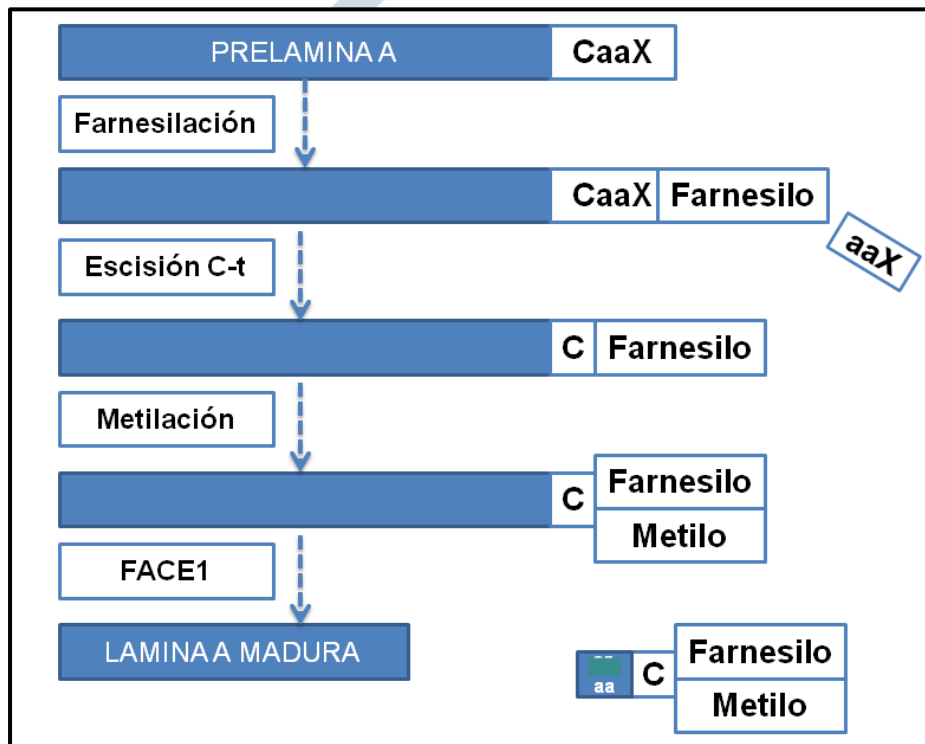 PRELAMINA A
CaaX
Farnesilación
CaaX
Farnesilo
aaX
Escisión C-t
C
Farnesilo
Metilación
C
Farnesilo
Metilo
FACE1
LAMINA A MADURA
aa
C
Farnesilo
Metilo